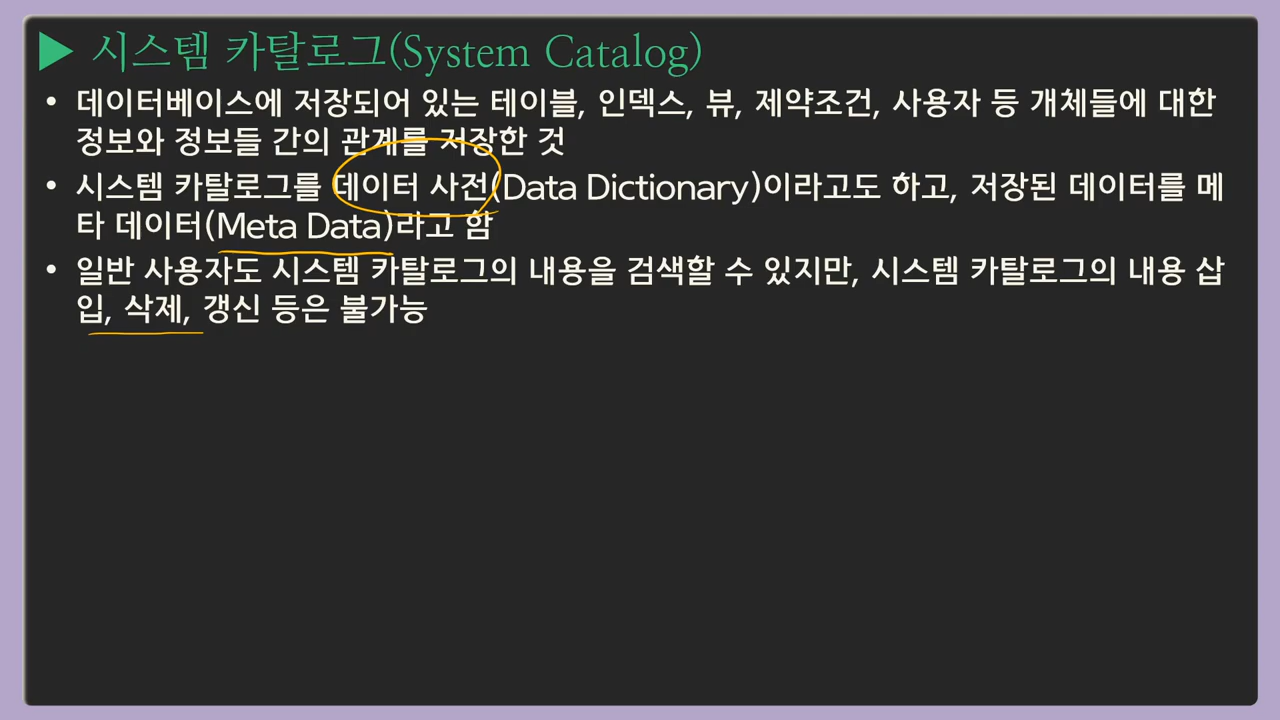 ▶ 시스템 카탈로그(System Catalog)
• 데이터베이스에 저장되어 있는 테이블, 인덱스, 뷰, 제약조건, 사용자 등 개체들에 대한
정보와 정보들 간의 관계를 저장한 것
• 시스템 카탈로그를 데이터 사전(Data Dictionary)이라고도 하고, 저장된 데이터를 메
타 데이터(Meta Data)라고 함
• 일반 사용자도 시스템 카탈로그의 내용을 검색할 수 있지만, 시스템 카탈로그의 내용 삽
입, 삭제, 갱신 등은 불가능